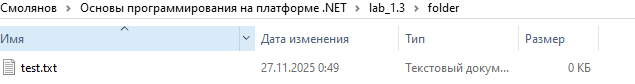 Смолянов > Основы программирования на платформе .NET > lab_1.3 > folder
Имя Дата изменения Тип Размер
test.txt 27.11.2025 0:49 Текстовый докум... 0 КБ